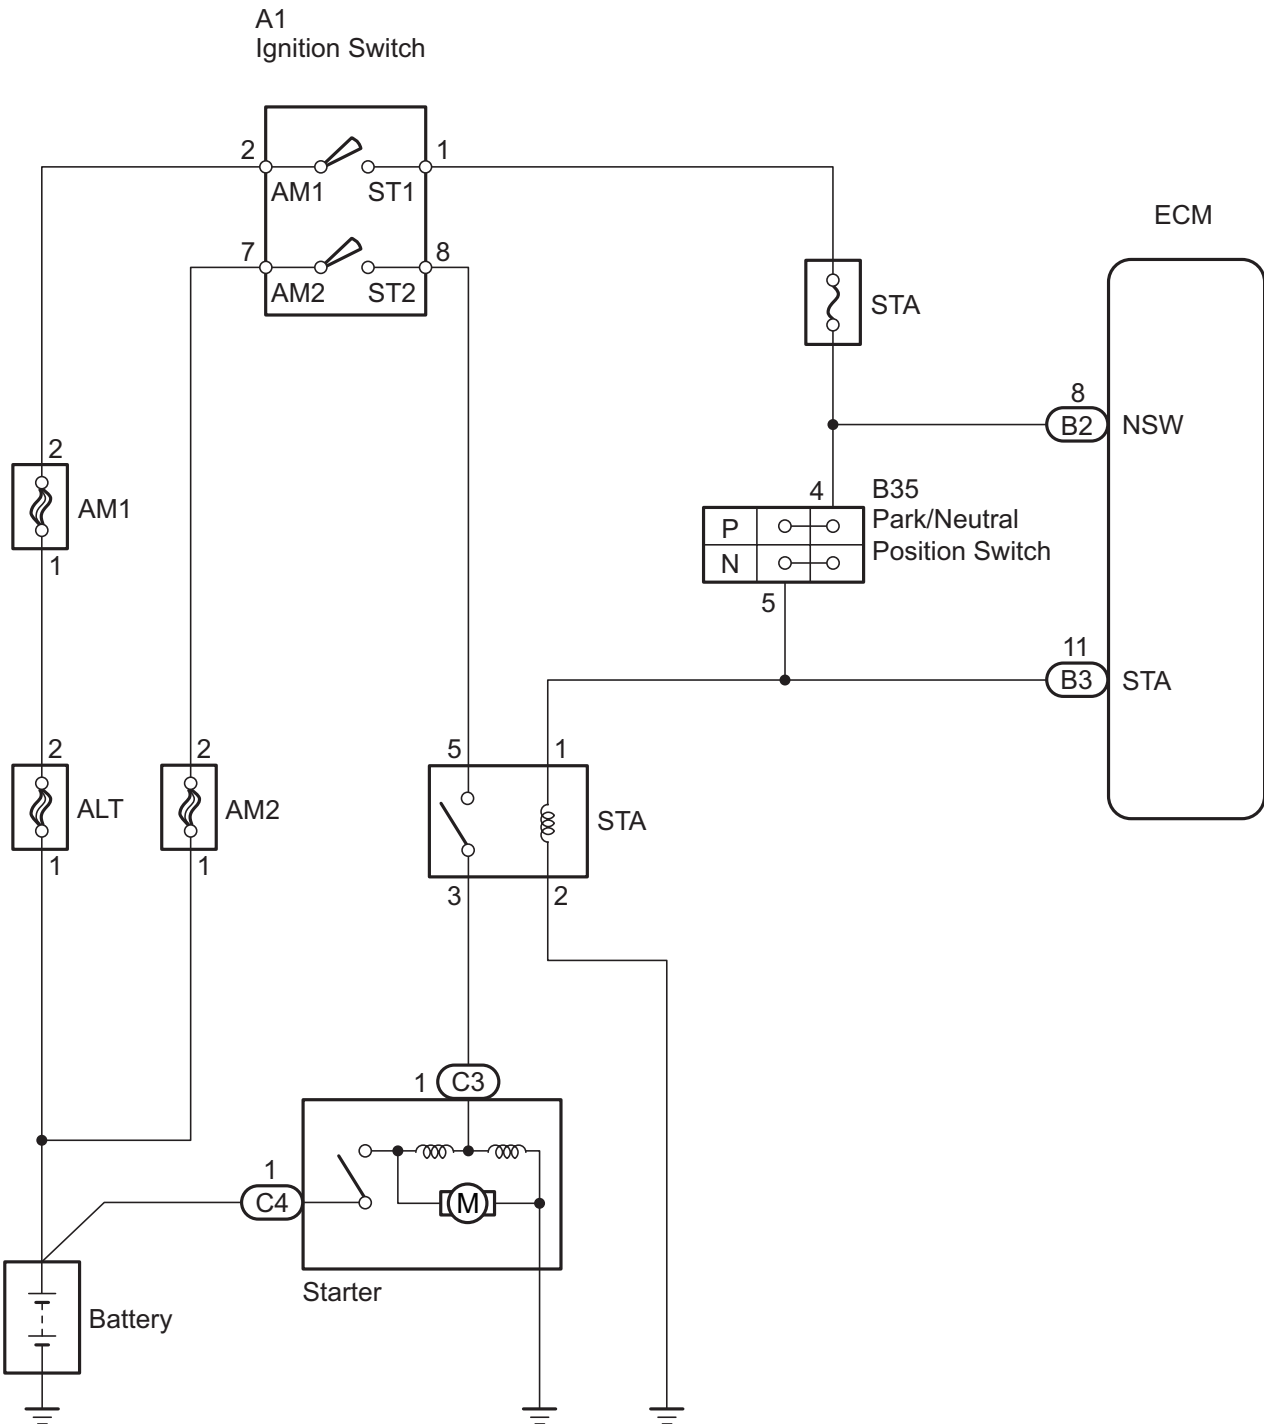 A1
Ignition Switch
2
1
AM1
ST1
ECM
7
8
AM2
ST2
STA
8
B2
NSW
2
AM1
1
4
B35
Park/Neutral
Position Switch
P
N
5
11
B3
STA
2
ALT
1
2
AM2
1
5
1
STA
3
2
1
C3
1
C4
M
Starter
Battery